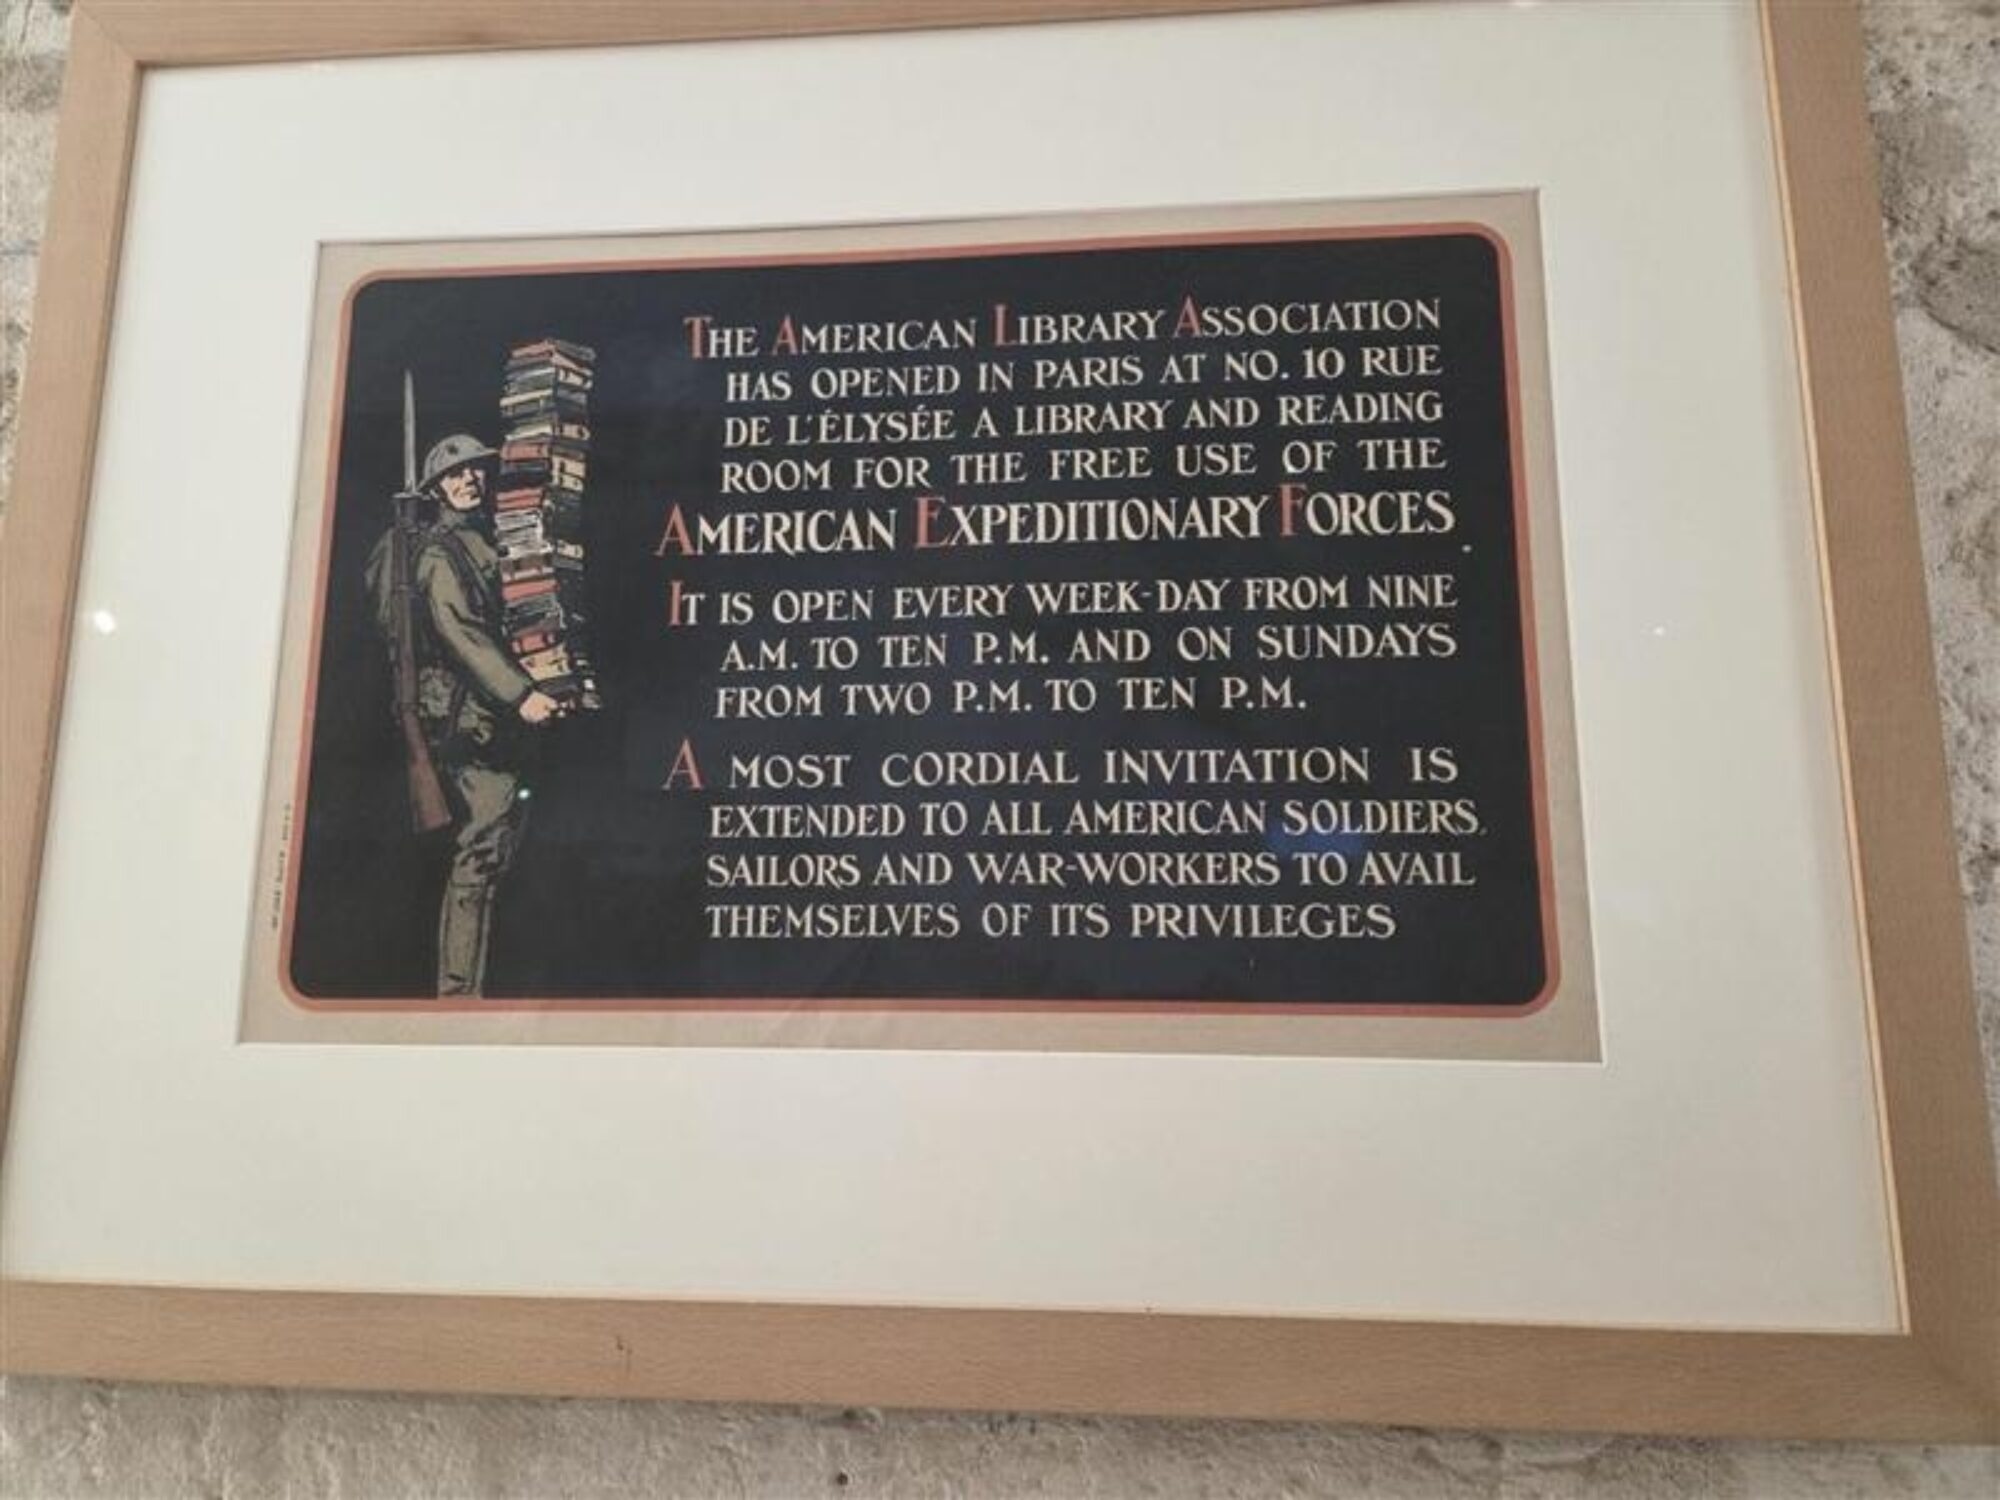 THE AMERICAN LIBRARY ASSOCIATION
HAS OPENED IN PARIS AT NO. 10 RUE
DE L'ÉLYSÉE A LIBRARY AND READING
ROOM FOR THE FREE USE OF THE
AMERICAN EXPEDITIONARY FORCES.
IT IS OPEN EVERY WEEK-DAY FROM NINE
A.M. TO TEN P.M. AND ON SUNDAYS
FROM TWO P.M. TO TEN P.M.
A MOST CORDIAL INVITATION IS
EXTENDED TO ALL AMERICAN SOLDIERS,
SAILORS AND WAR-WORKERS TO AVAIL
THEMSELVES OF ITS PRIVILEGES